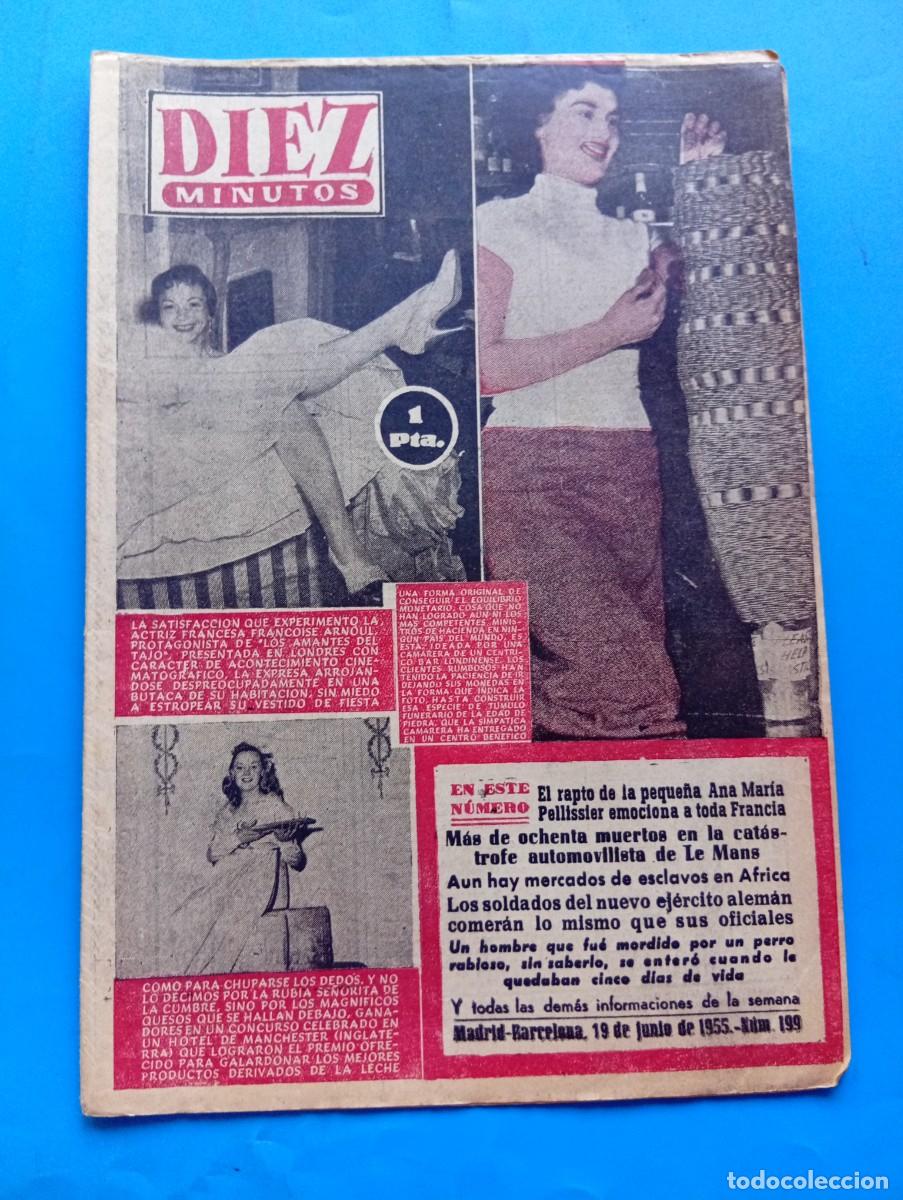 DIEZ
MINUTOS
1
Pta.
LA SATISFACCION QUE EXPERIMENTO LA
ACTRIZ FRANCESA FRANCOISE ARNOUL,
PROTAGONISTA DE "LOS AMANTES DEL
TAJO", PRESENTADA EN LONDRES CON
CARACTER DE ACONTECIMIENTO CINE-
MATOGRAFICO, LA EXPRESA ARROJAN-
DOSE DESPREOCUPADAMENTE EN UNA
BUTACA DE SU HABITACION, SIN MIEDO
A ESTROPEAR SU VESTIDO DE FIESTA
UNA FORMA ORIGINAL DE
CONSEGUIR EL EQUILIBRIO
MONETARIO, COSA QUE NO
HAN LOGRADO AUN NI LOS
MAS COMPETENTES MINIS-
TROS DE HACIENDA EN NIN-
GUN PAIS DEL MUNDO, ES
ESTA: IDEADA POR UNA
CAMARERA DE UN CENTRI-
CO BAR LONDINENSE. LOS
CLIENTES RUMBOSOS HAN
TENIDO LA PACIENCIA DE IR
DEJANDO SUS MONEDAS EN
LA FORMA QUE INDICA LA
FOTO, HASTA CONSTRUIR
ESA ESPECIE DE TUMULO
FUNERARIO DE LA EDAD DE
PIEDRA, QUE LA SIMPATICA
CAMARERA HA ENTREGADO
EN UN CENTRO BENEFICO
HELP
COMO PARA CHUPARSE LOS DEDOS. Y NO
LO DECIMOS POR LA RUBIA SEÑORITA DE
LA CUMBRE, SINO POR LOS MAGNIFICOS
QUESOS QUE SE HALLAN DEBAJO, GANA-
DORES EN UN CONCURSO CELEBRADO EN
UN HOTEL DE MANCHESTER (INGLATE-
RRA) QUE LOGRARON EL PREMIO OFRE-
CIDO PARA GALARDONAR LOS MEJORES
PRODUCTOS DERIVADOS DE LA LECHE
EN ESTE
NÚMERO
El rapto de la pequeña Ana María
Pellissier emociona a toda Francia
Más de ochenta muertos en la catás-
trofe automovilista de Le Mans
Aun hay mercados de esclavos en Africa
Los soldados del nuevo ejército alemán
comerán lo mismo que sus oficiales
Un hombre que fué mordido por un perro
rabioso, sin saberlo, se enteró cuando le
quedaban cinco días de vida
Y todas las demás informaciones de la semana
Madrid-Barcelona, 19 de junio de 1955.-Núm. 199
todocoleccion